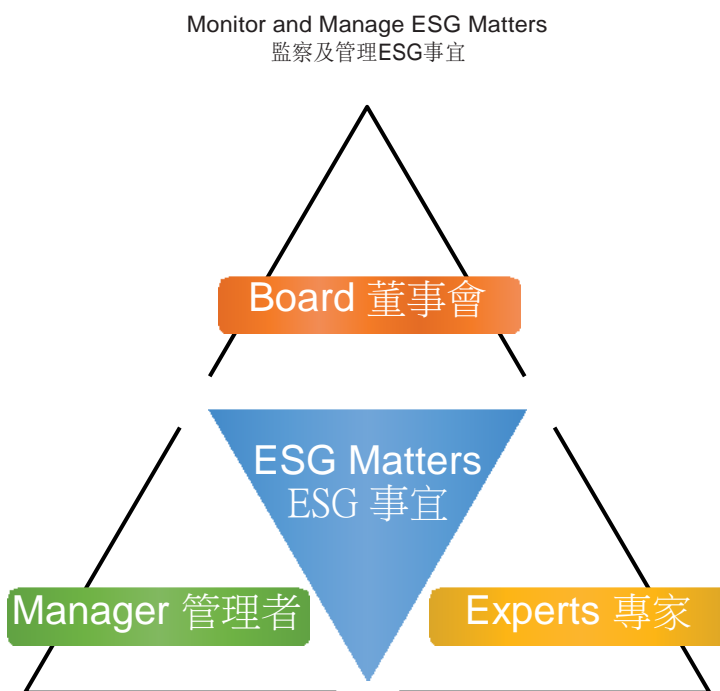 Monitor and Manage ESG Matters
監察及管理ESG事宜
Board 董事會
ESG Matters
ESG 事宜
Manager 管理者
Experts 專家